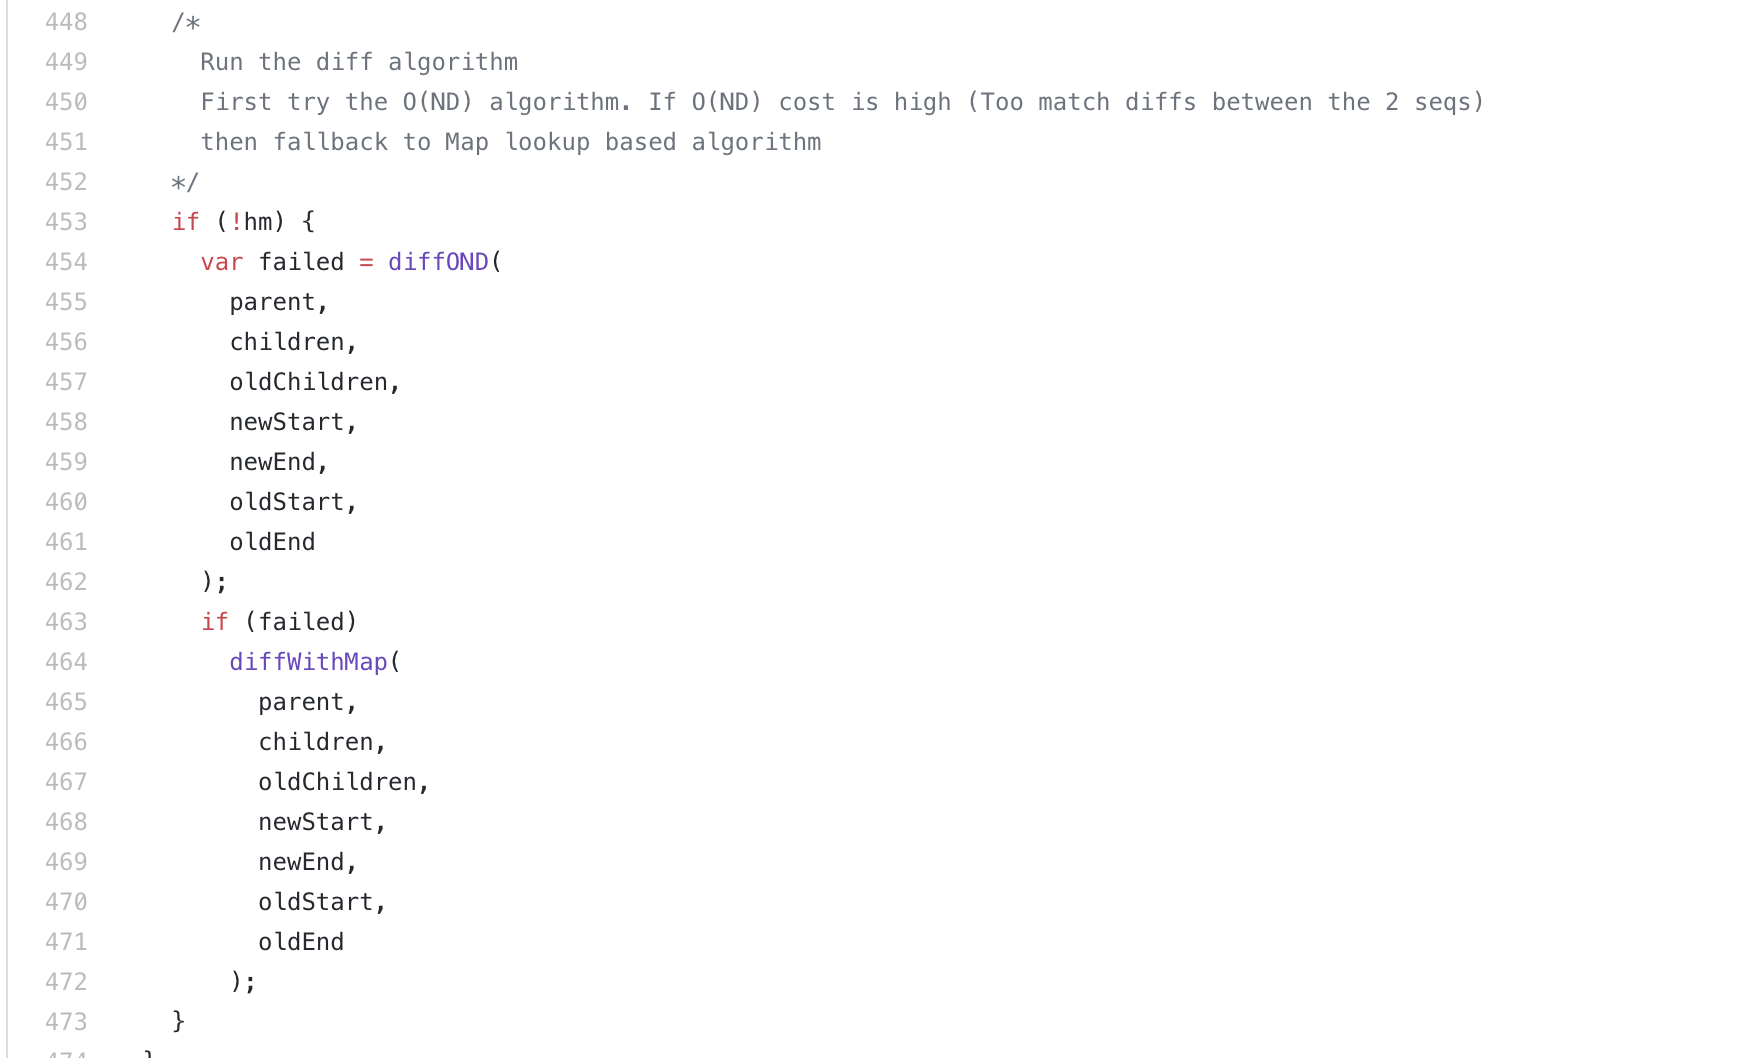 448 /*
449 Run the diff algorithm
450 First try the O(ND) algorithm. If O(ND) cost is high (Too match diffs between the 2 seqs)
451 then fallback to Map lookup based algorithm
452 */
453 if (!hm) {
454 var failed = diffOND(
455 parent,
456 children,
457 oldChildren,
458 newStart,
459 newEnd,
460 oldStart,
461 oldEnd
462 );
463 if (failed)
464 diffWithMap(
465 parent,
466 children,
467 oldChildren,
468 newStart,
469 newEnd,
470 oldStart,
471 oldEnd
472 );
473 }
474 }